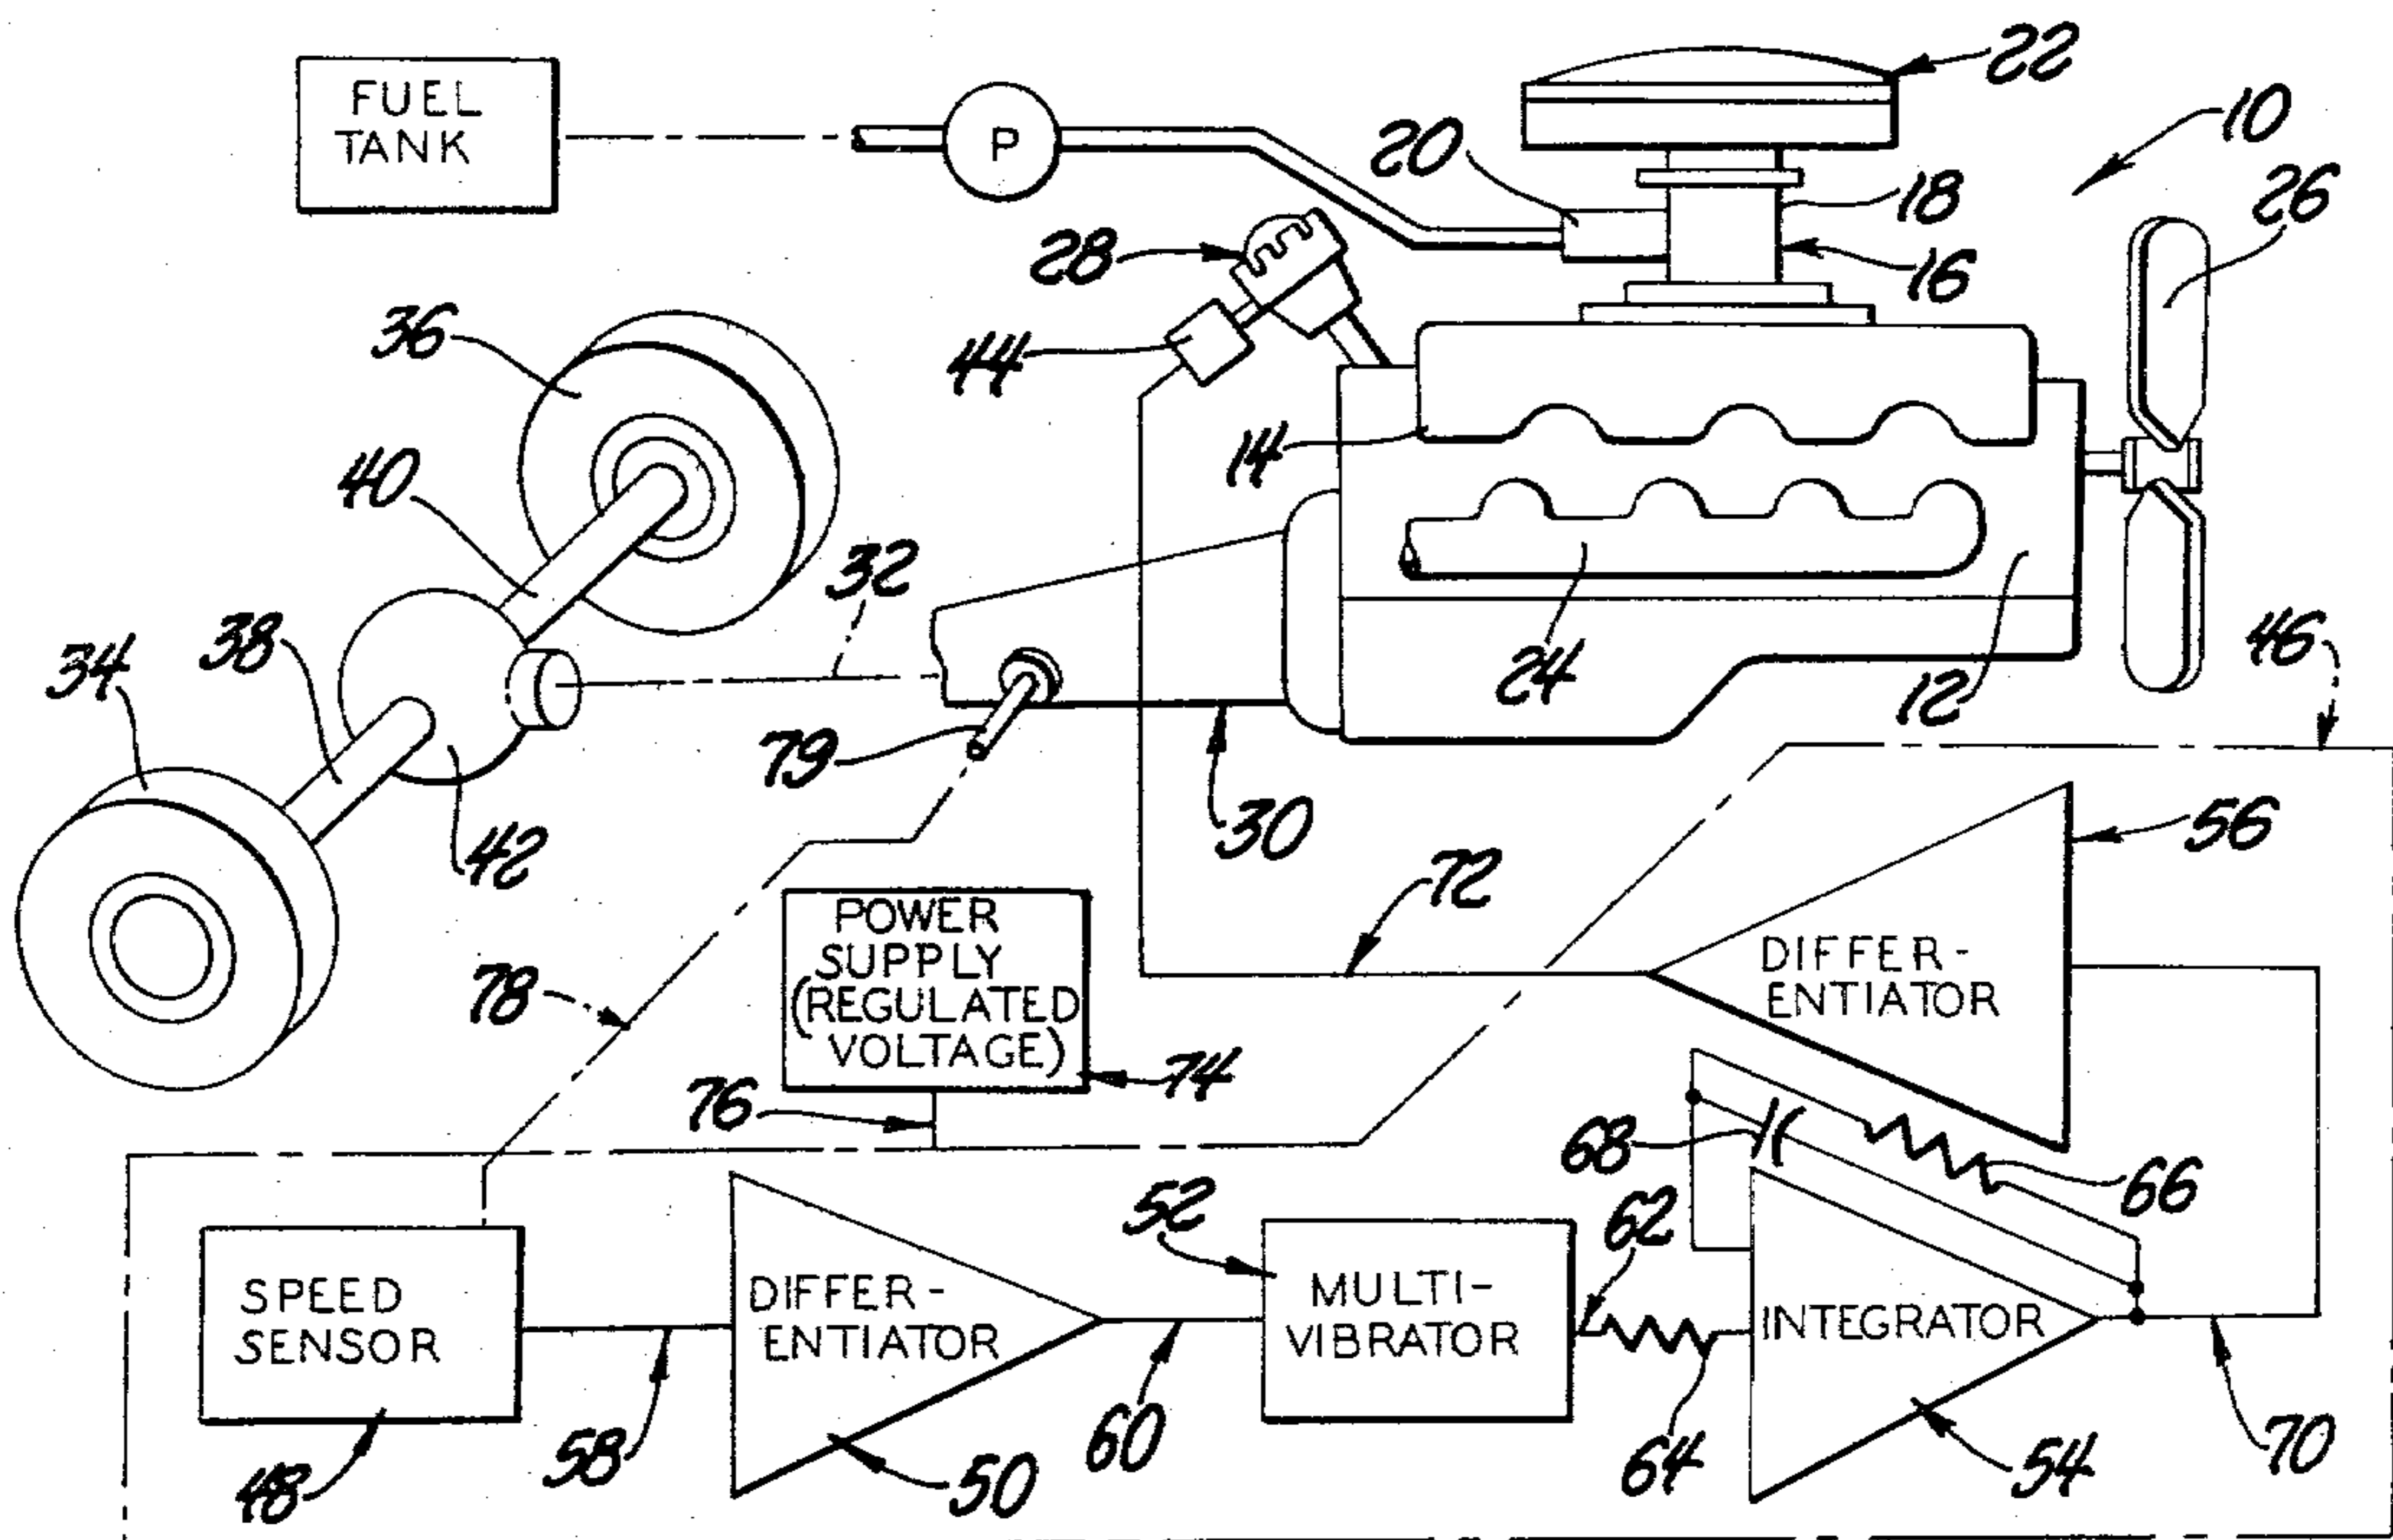 FUEL
TANK
P
22
10
20
18
26
28
16
36
44
14
40
32
34
38
24
12
46
79
30
42
56
72
POWER
SUPPLY
(REGULATED
VOLTAGE)
DIFFER-
ENTIATOR
78
74
76
68
66
52
62
SPEED
SENSOR
DIFFER-
ENTIATOR
MULTI-
VIBRATOR
INTEGRATOR
48
58
50
60
64
54
70